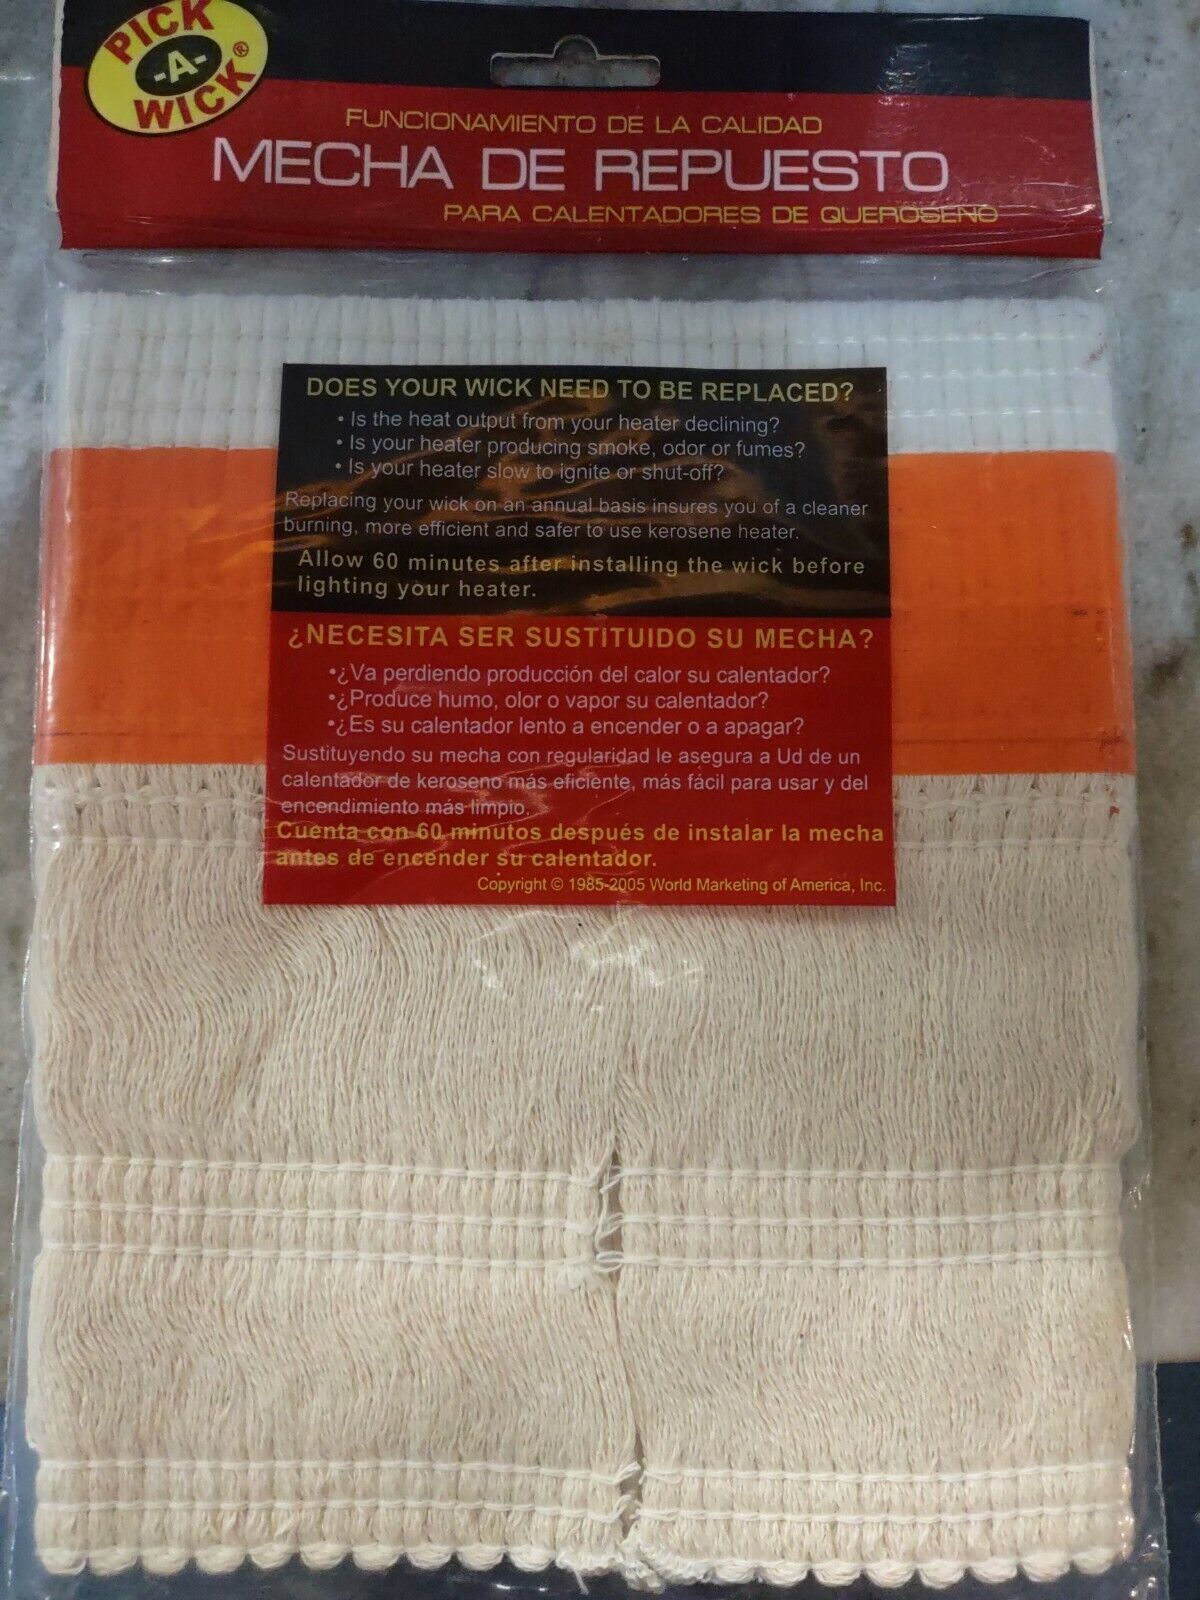 PICK
-A-
WICK®
FUNCIONAMIENTO DE LA CALIDAD
MECHA DE REPUESTO
PARA CALENTADORES DE QUEROSENO
DOES YOUR WICK NEED TO BE REPLACED?
• Is the heat output from your heater declining?
• Is your heater producing smoke, odor or fumes?
• Is your heater slow to ignite or shut-off?
Replacing your wick on an annual basis insures you of a cleaner
burning, more efficient and safer to use kerosene heater.
Allow 60 minutes after installing the wick before
lighting your heater.
¿NECESITA SER SUSTITUIDO SU MECHA?
•¿Va perdiendo producción del calor su calentador?
•¿Produce humo, olor o vapor su calentador?
•¿Es su calentador lento a encender o a apagar?
Sustituyendo su mecha con regularidad le asegura a Ud de un
calentador de keroseno más eficiente, más fácil para usar y del
encendimiento más limpio.
Cuenta con 60 minutos después de instalar la mecha
antes de encender su calentador.
Copyright © 1985-2005 World Marketing of America, Inc.